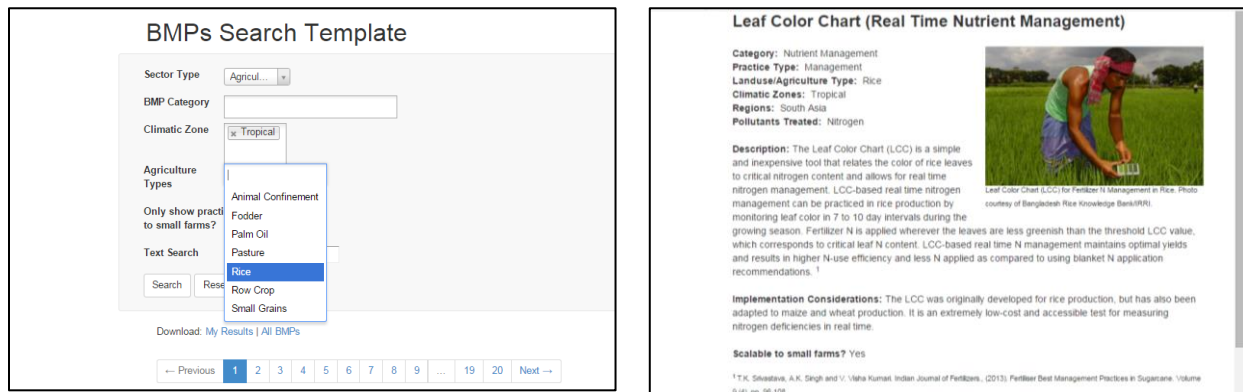 BMPs Search Template
Sector Type
Agricul...
BMP Category
Climatic Zone
× Tropical
Agriculture
Types
Animal Confinement
Fodder
Palm Oil
Pasture
Rice
Row Crop
Small Grains
Only show practi
to small farms?
Text Search
Search
Rese
Download: My Results | All BMPs
← Previous 1 2 3 4 5 6 7 8 9 ... 19 20 Next →
Leaf Color Chart (Real Time Nutrient Management)
Category: Nutrient Management
Practice Type: Management
Landuse/Agriculture Type: Rice
Climatic Zones: Tropical
Regions: South Asia
Pollutants Treated: Nitrogen
Description: The Leaf Color Chart (LCC) is a simple
and inexpensive tool that relates the color of rice leaves
to critical nitrogen content and allows for real time
nitrogen management. LCC-based real time nitrogen
management can be practiced in rice production by
monitoring leaf color in 7 to 10 day intervals during the
growing season. Fertilizer N is applied wherever the leaves are less greenish than the threshold LCC value,
which corresponds to critical leaf N content. LCC-based real time N management maintains optimal yields
and results in higher N-use efficiency and less N applied as compared to using blanket N application
recommendations. 1
Leaf Color Chart (LCC) for Fertilizer N Management in Rice. Photo
courtesy of Bangladesh Rice Knowledge Bank/IRRI.
Implementation Considerations: The LCC was originally developed for rice production, but has also been
adapted to maize and wheat production. It is an extremely low-cost and accessible test for measuring
nitrogen deficiencies in real time.
Scalable to small farms? Yes
1 T.K. Srivastava, A.K. Singh and V. Visha Kumari. Indian Journal of Fertilizers., (2013). Fertiliser Best Management Practices in Sugarcane. Volume